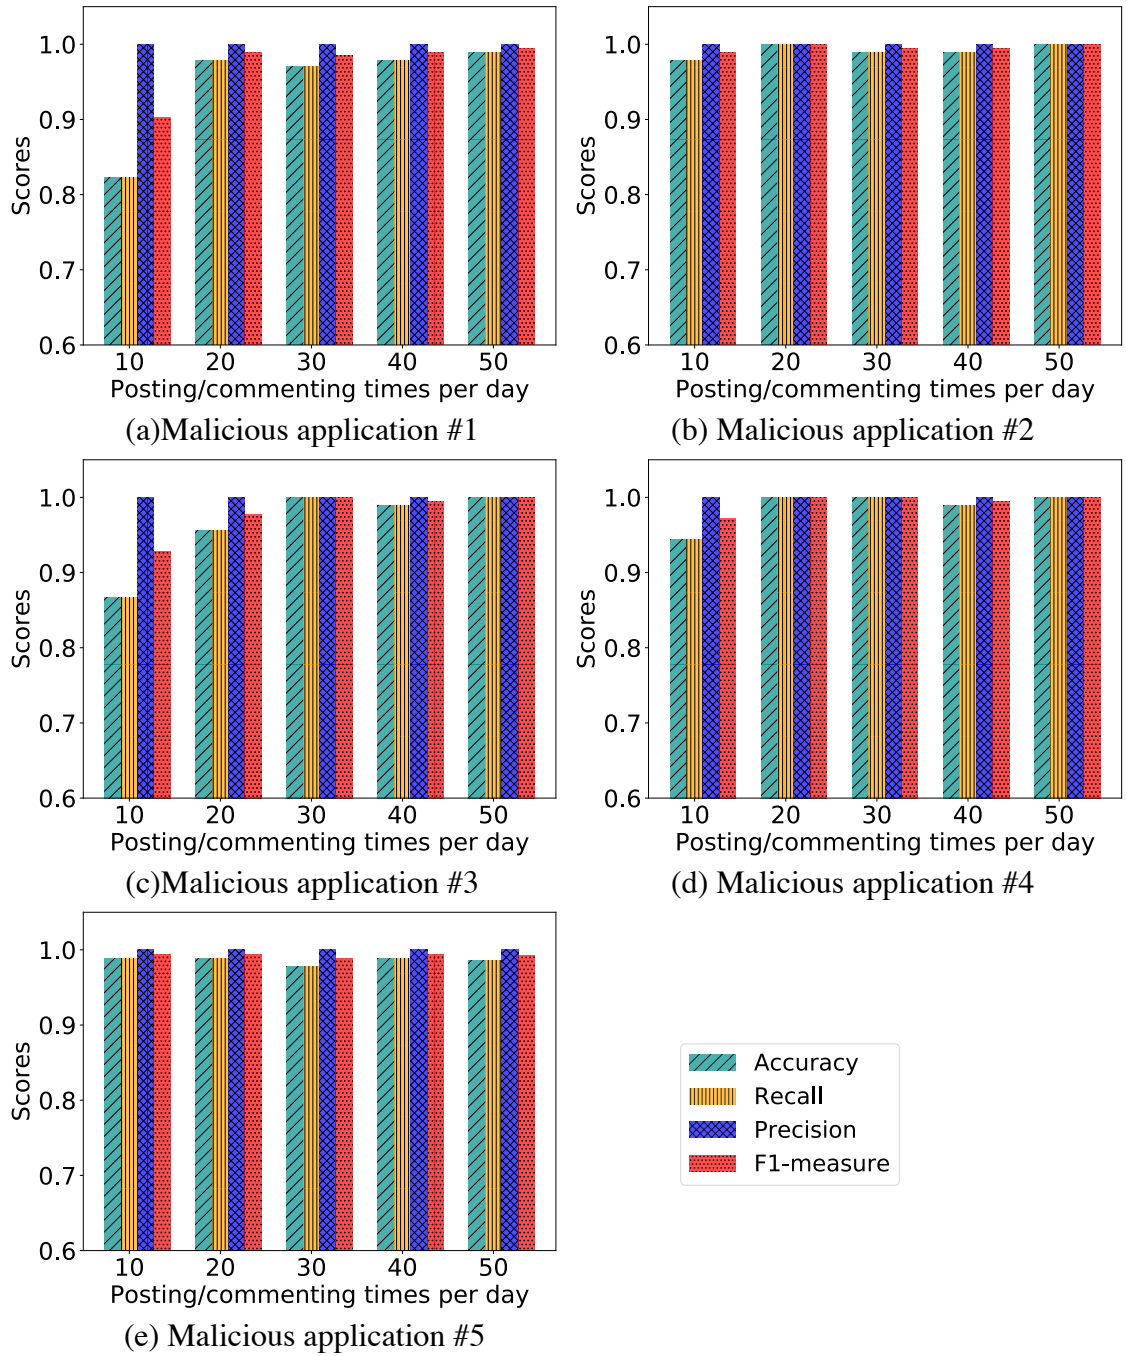 1.0
0.9
0.8
0.7
0.6
Scores
10 20 30 40 50
Posting/commenting times per day
(a)Malicious application #1
1.0
0.9
0.8
0.7
0.6
Scores
10 20 30 40 50
Posting/commenting times per day
(b) Malicious application #2
1.0
0.9
0.8
0.7
0.6
Scores
10 20 30 40 50
Posting/commenting times per day
(c)Malicious application #3
1.0
0.9
0.8
0.7
0.6
Scores
10 20 30 40 50
Posting/commenting times per day
(d) Malicious application #4
1.0
0.9
0.8
0.7
0.6
Scores
10 20 30 40 50
Posting/commenting times per day
(e) Malicious application #5
Accuracy
Recall
Precision
F1-measure